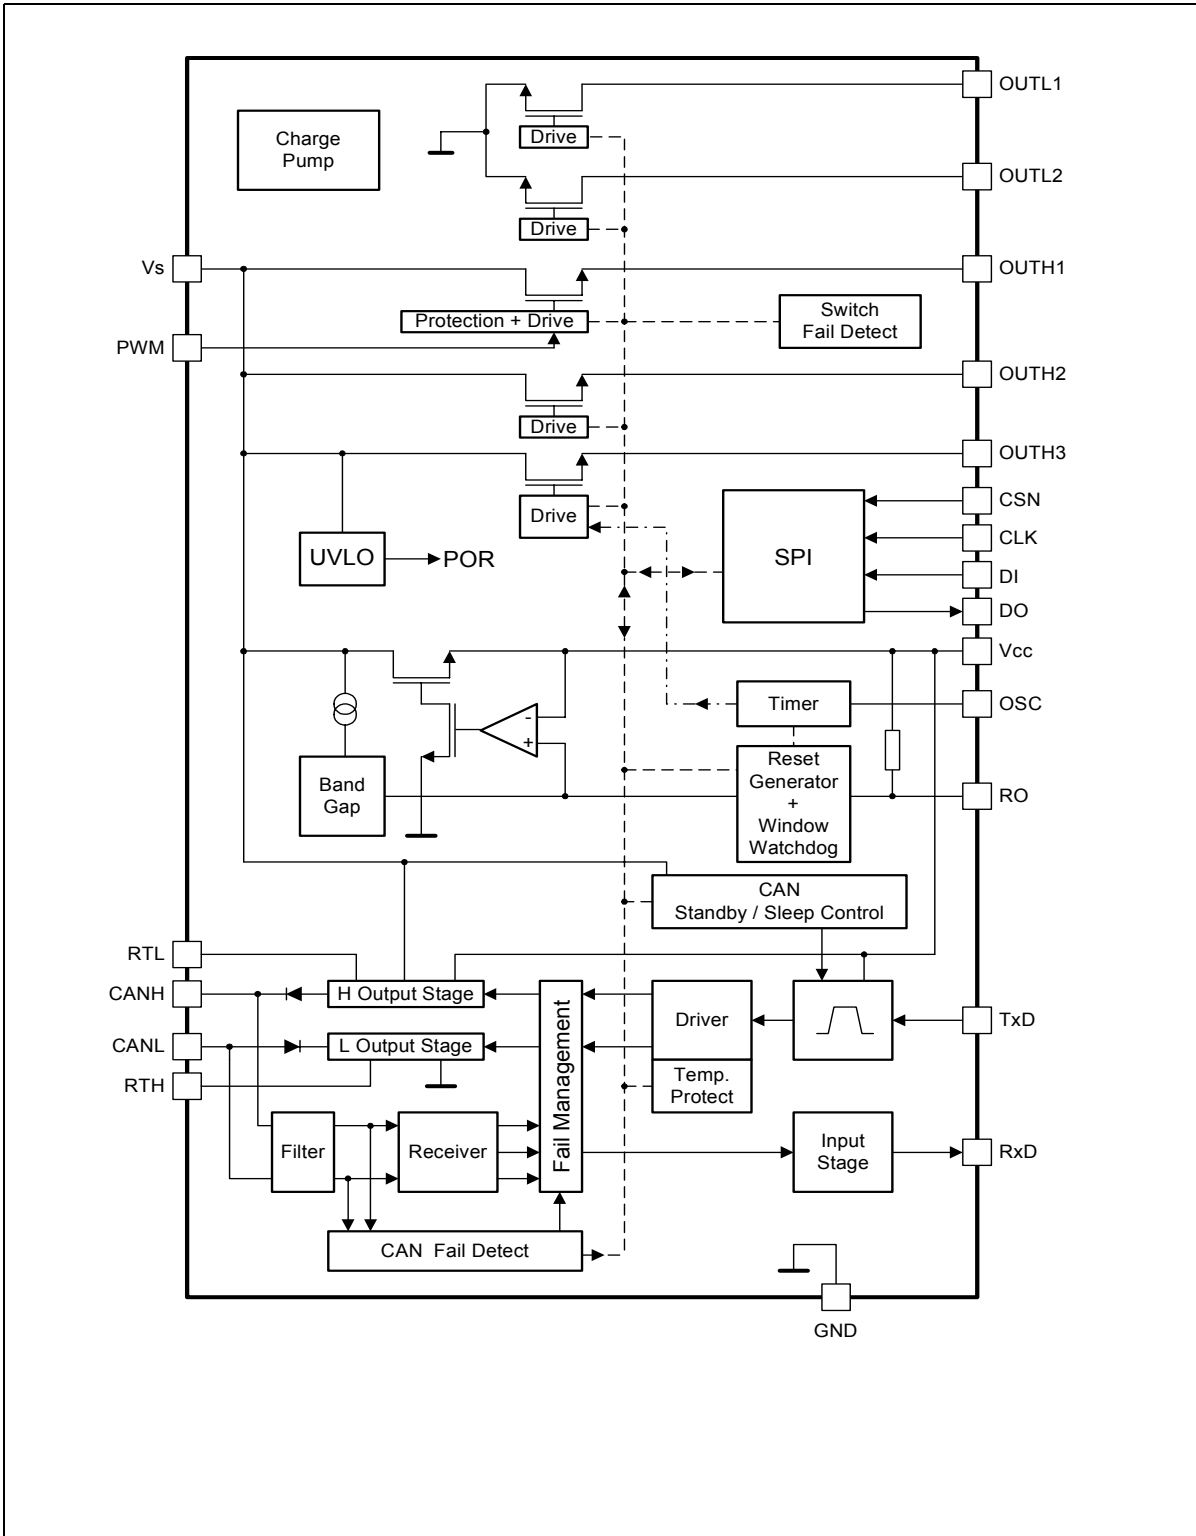 OUTL1
Charge
Pump
Drive
OUTL2
Drive
Vs
OUTH1
Protection + Drive
Switch
Fail Detect
PWM
OUTH2
Drive
OUTH3
CSN
Drive
CLK
UVLO
POR
SPI
DI
DO
Vcc
Timer
OSC
-
+
Band
Gap
Reset
Generator
+
Window
Watchdog
RO
CAN
Standby / Sleep Control
RTL
CANH
H Output Stage
Fail Management
Driver
TxD
CANL
L Output Stage
RTH
Temp.
Protect
Filter
Receiver
Input
Stage
RxD
CAN Fail Detect
GND